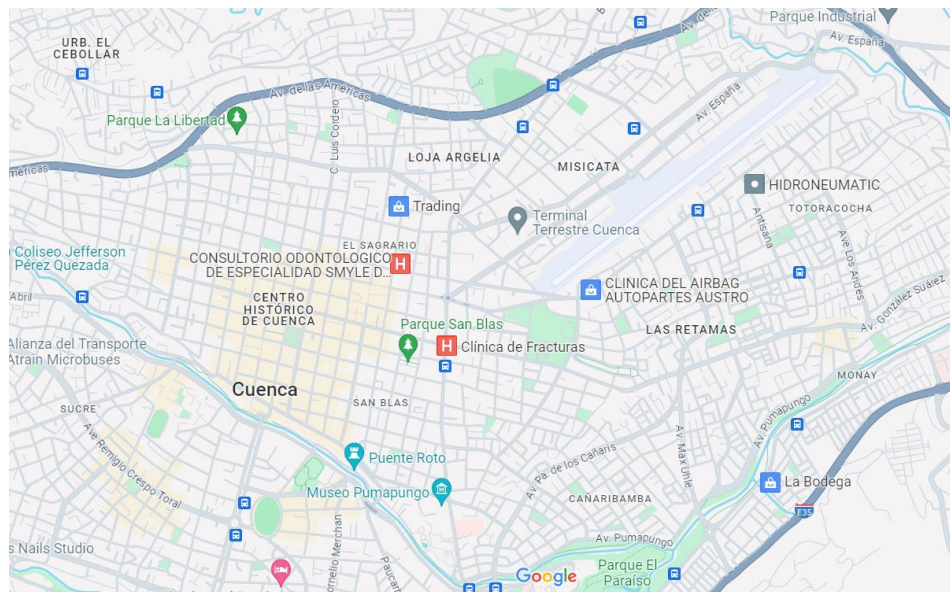 Parque Industrial
URB. EL
CEBOLLAR
Av. España
Av. de las Américas
Av. España
Parque La Libertad
C. Luis Cordero
LOJA ARGELIA
MISICATA
HIDRONEUMATIC
TOTORACOCHA
Trading
Terminal
Terrestre Cuenca
Antisana
Ave Los Andes
EL SAGRARIO
Coliseo Jefferson
Pérez Quezada
CONSULTORIO ODONTOLOGICO
DE ESPECIALIDAD SMYLE D...
CLINICA DEL AIRBAG
AUTOPARTES AUSTRO
Av. González Suárez
Abril
CENTRO
HISTÓRICO
DE CUENCA
Parque San Blas
LAS RETAMAS
Alianza del Transporte
Atrain Microbuses
Clínica de Fracturas
MONAY
Cuenca
SUCRE
SAN BLAS
Av. Pumapungo
Ave Remigio Crespo Toral
Av. Max Uhle
Puente Roto
Av. Pa. de los Cañaris
Museo Pumapungo
La Bodega
CAÑARIBAMBA
E35
Av. Pumapungo
s Nails Studio
Google
Parque El
Paraíso